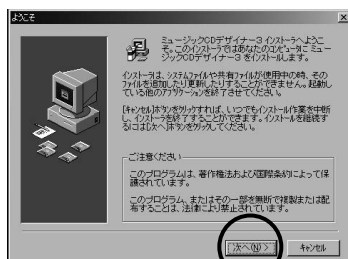 ようこそ
ミュージックCDデザイナー3 インストーラへようこ
そ。このインストーラではあなたのコンピュータに ミュー
ジックCDデザイナー3 をインストールします。
インストーラは、システムファイルや共有ファイルが使用中の時、その
ファイルを追加したり更新したりすることができません。起動し
ている他のアプリケーションを終了させてください。
[キャンセル]ボタンをクリックすれば、いつでもインストール作業を中断
し、インストーラを終了することができます。インストールを継続す
るには[次へ]ボタンをクリックしてください。
ご注意ください
このプログラムは、著作権法および国際条約によって保
護されています。
このプログラム、またはその一部を無断で複製または配
布することは、法律により禁止されています。
次へ(N) >
キャンセル